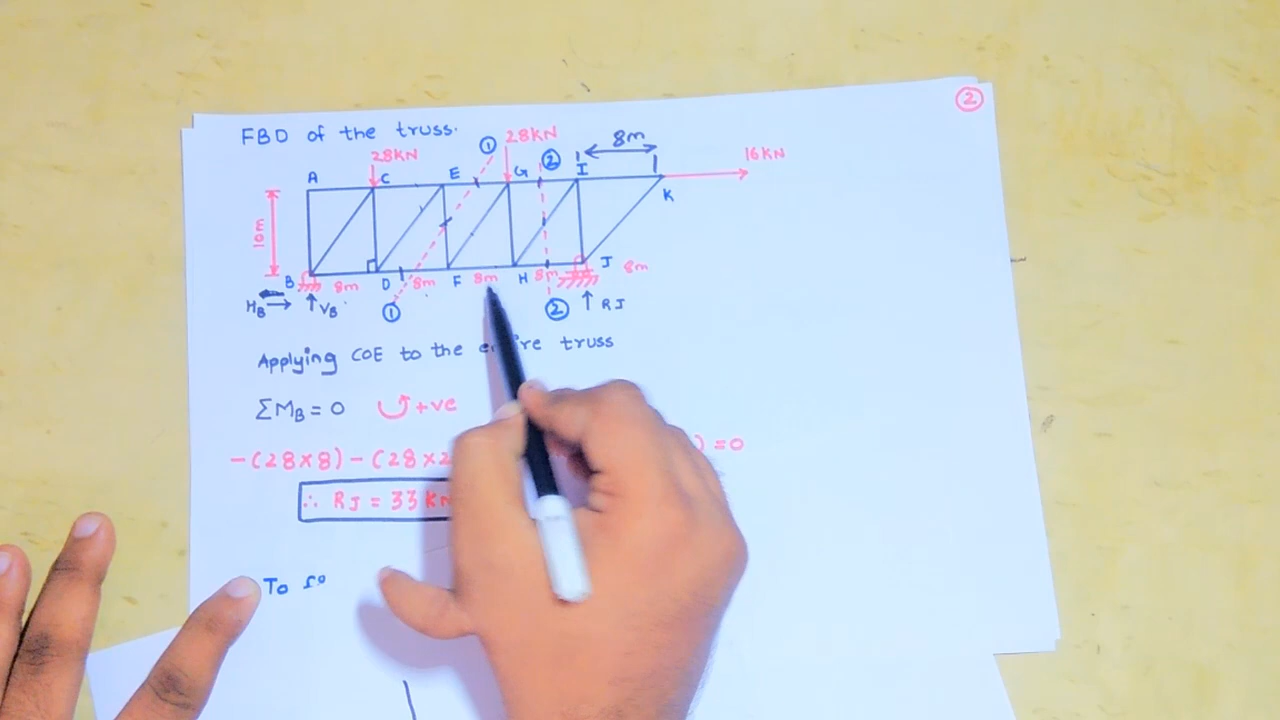 2
FBD of the truss.
1
28KN
2
8m
28KN
16KN
A
C
E
G
I
K
10m
B
8m
D
8m
F
8m
H
8m
J
8m
HB
VB
1
2
RJ
Applying COE to the truss
ΣMB = 0 +ve
-(28×8)-(28×2 ) = 0
∴ RJ = 33
To